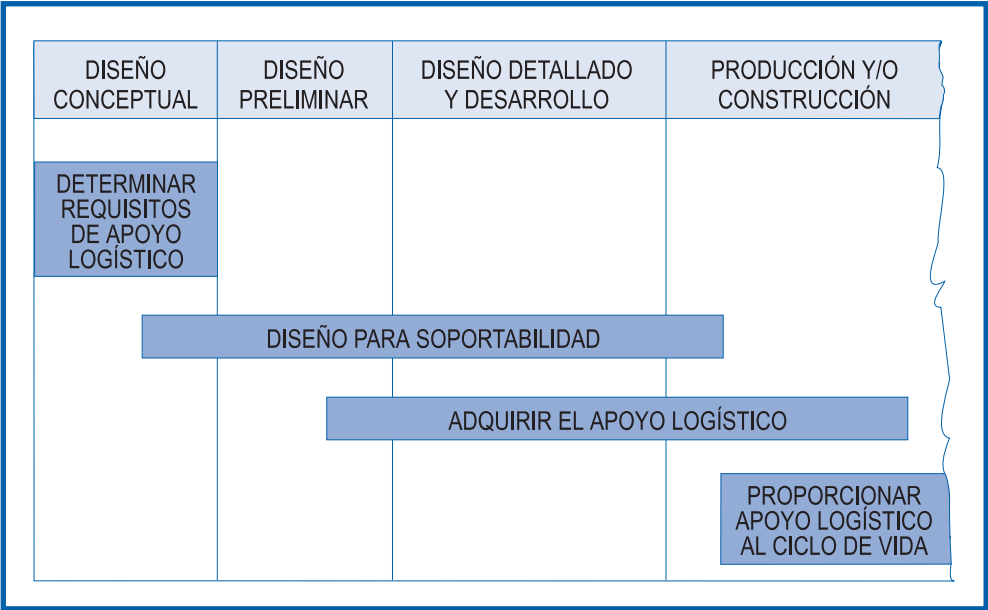 DISEÑO
CONCEPTUAL
DISEÑO
PRELIMINAR
DISEÑO DETALLADO
Y DESARROLLO
PRODUCCIÓN Y/O
CONSTRUCCIÓN
DETERMINAR
REQUISITOS
DE APOYO
LOGÍSTICO
DISEÑO PARA SOPORTABILIDAD
ADQUIRIR EL APOYO LOGÍSTICO
PROPORCIONAR
APOYO LOGÍSTICO
AL CICLO DE VIDA